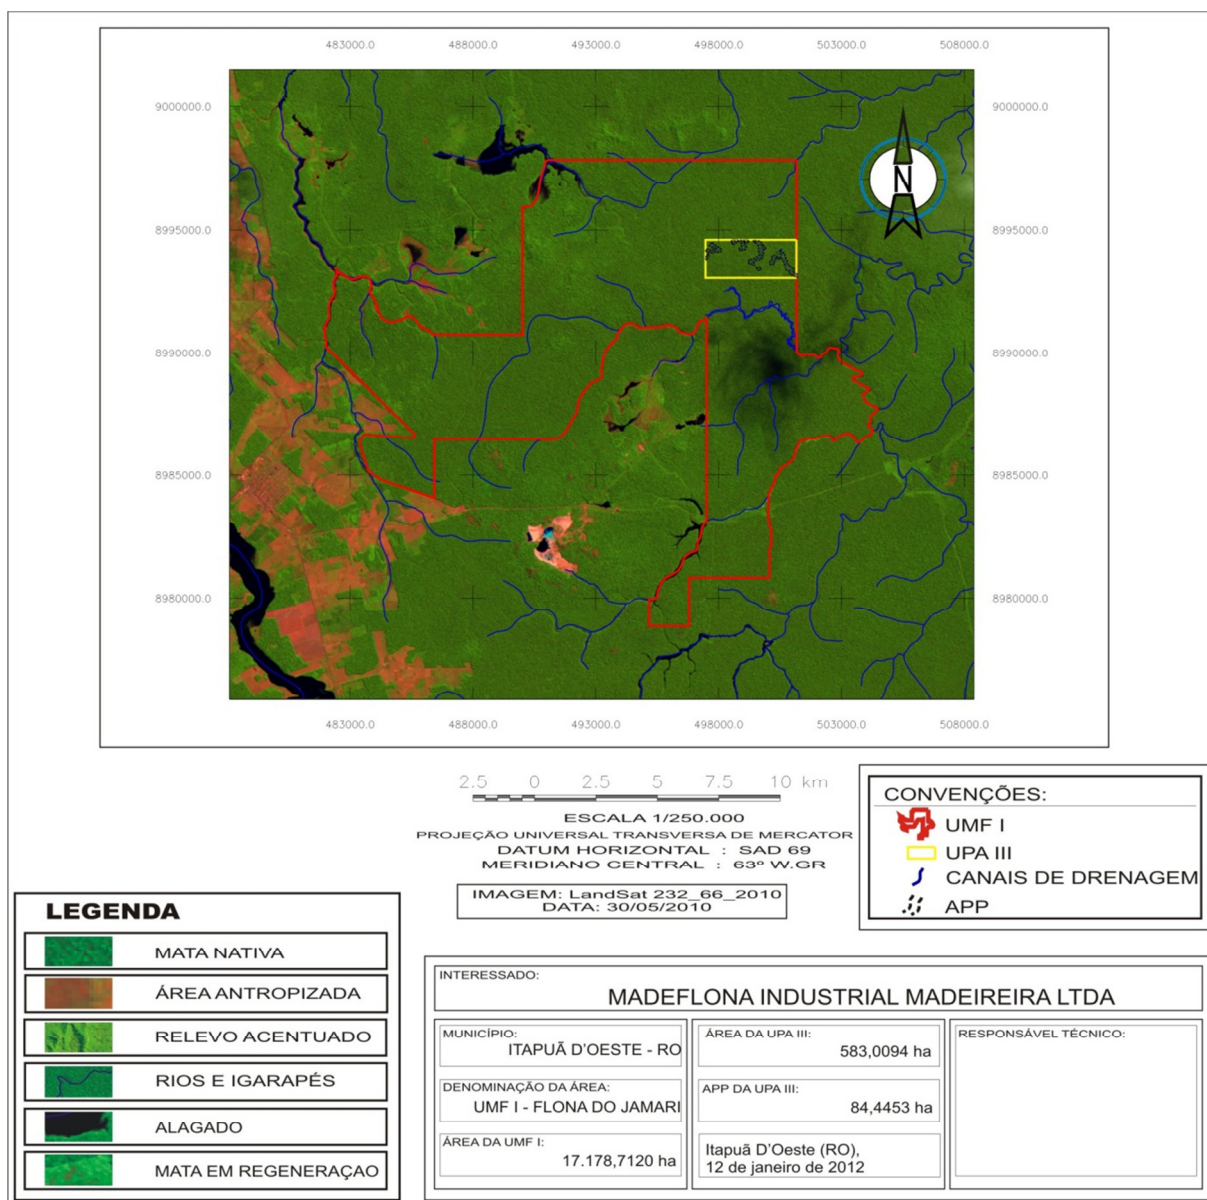 483000.0 488000.0 493000.0 498000.0 503000.0 508000.0
9000000.0 9000000.0
N
8995000.0 8995000.0
8990000.0 8990000.0
8985000.0 8985000.0
8980000.0 8980000.0
483000.0 488000.0 493000.0 498000.0 503000.0 508000.0
2.5 0 2.5 5 7.5 10 km
ESCALA 1/250.000
PROJEÇÃO UNIVERSAL TRANSVERSA DE MERCATOR
DATUM HORIZONTAL : SAD 69
MERIDIANO CENTRAL : 63º W.GR
IMAGEM: LandSat 232_66_2010
DATA: 30/05/2010
CONVENÇÕES:
UMF I
UPA III
CANAIS DE DRENAGEM
APP
LEGENDA
MATA NATIVA
ÁREA ANTROPIZADA
RELEVO ACENTUADO
RIOS E IGARAPÉS
ALAGADO
MATA EM REGENERAÇAO
INTERESSADO:
MADEFLONA INDUSTRIAL MADEIREIRA LTDA
MUNICÍPIO:
ITAPUÃ D'OESTE - RO
DENOMINAÇÃO DA ÁREA:
UMF I - FLONA DO JAMARI
ÁREA DA UMF I:
17.178,7120 ha
ÁREA DA UPA III:
583,0094 ha
APP DA UPA III:
84,4453 ha
Itapuã D'Oeste (RO),
12 de janeiro de 2012
RESPONSÁVEL TÉCNICO: